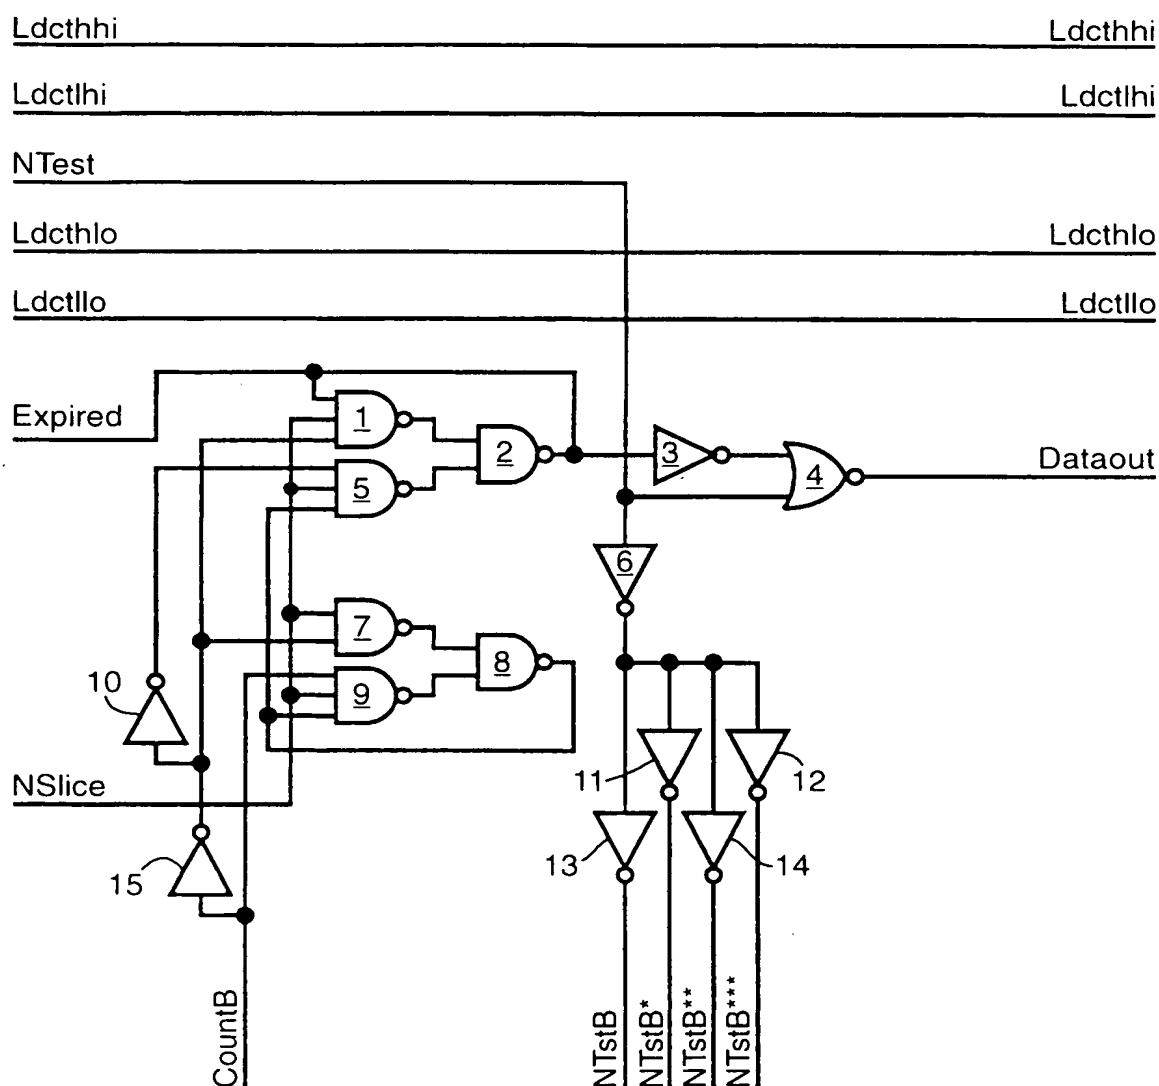 Ldcthhi Ldcthhi
Ldctlhi Ldctlhi
NTest
Ldcthlo Ldcthlo
Ldctllo Ldctllo
Expired
1
2
3
4
5
Dataout
6
7
8
9
10
11
12
NSlice
13
14
15
CountB
NTstB
NTstB*
NTstB**
NTstB***